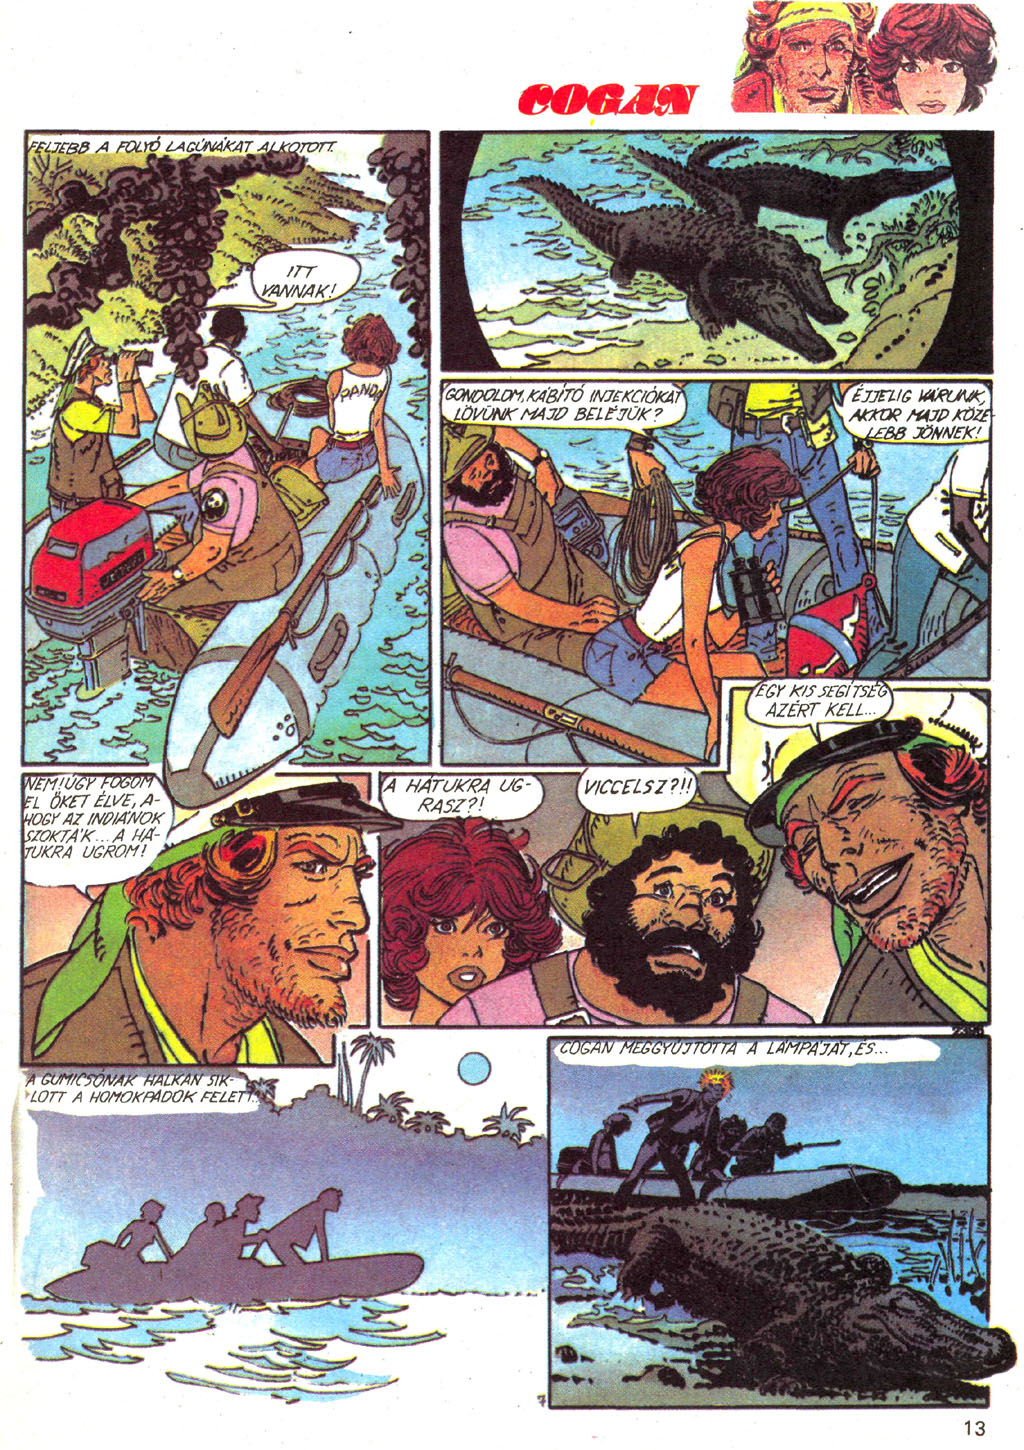 COGAN
FELJEBB A FOLYÓ LAGÚNÁKAT ALKOTOTT.
ITT
VANNAK!
PANDA
GONDOLOM, KÁBÍTÓ INJEKCIÓKAT
LÖVÜNK MAJD BELÉJÜK?
ÉJJELIG VÁRUNK,
AKKOR MAJD KÖZE-
LEBB JÖNNEK!
NEM! ÚGY FOGOM
EL ŐKET ÉLVE, A-
HOGY AZ INDIÁNOK
SZOKTÁK... A HÁ-
TUKRA UGROM!
A HÁTUKRA UG-
RASZ?!
VICCELSZ?!!
EGY KIS SEGÍTSÉG
AZÉRT KELL...
A GUMICSÓNAK HALKAN SIK-
LOTT A HOMOKPADOK FELETT...
COGAN MEGGYÚJTOTTA A LÁMPÁJÁT, ÉS...
7
13